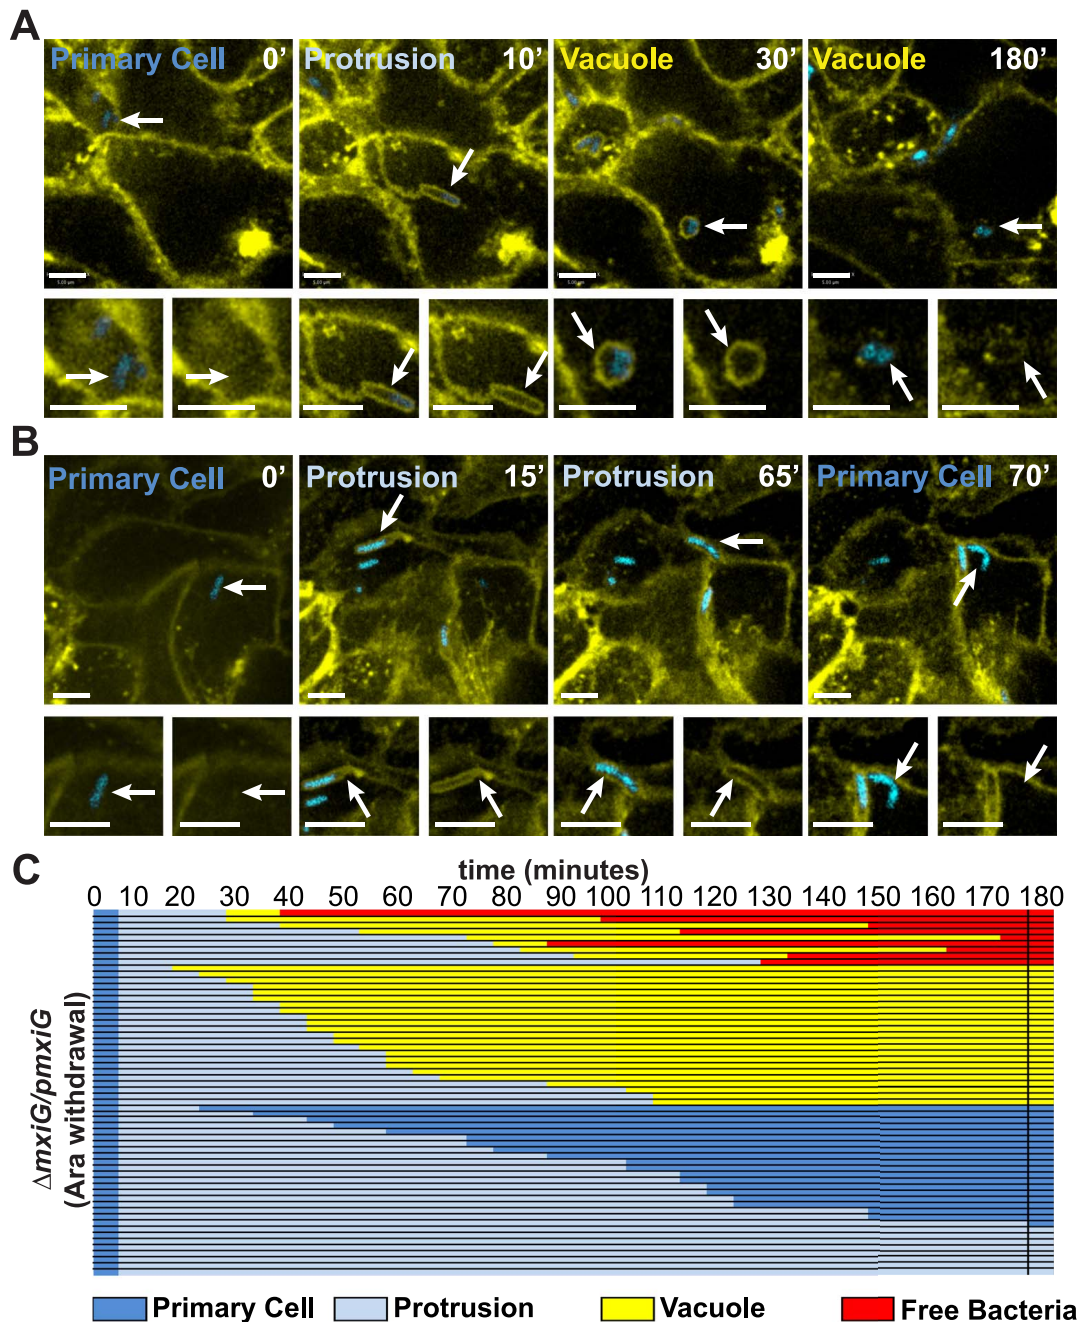 A
Primary Cell 0’
Protrusion 10’
Vacuole 30’
Vacuole 180’
B
Primary Cell 0’
Protrusion 15’
Protrusion 65’
Primary Cell 70’
C
time (minutes)
0 10 20 30 40 50 60 70 80 90 100 110 120 130 140 150 160 170 180
ΔmxiG/pmxiG
(Ara withdrawal)
Primary Cell
Protrusion
Vacuole
Free Bacteria